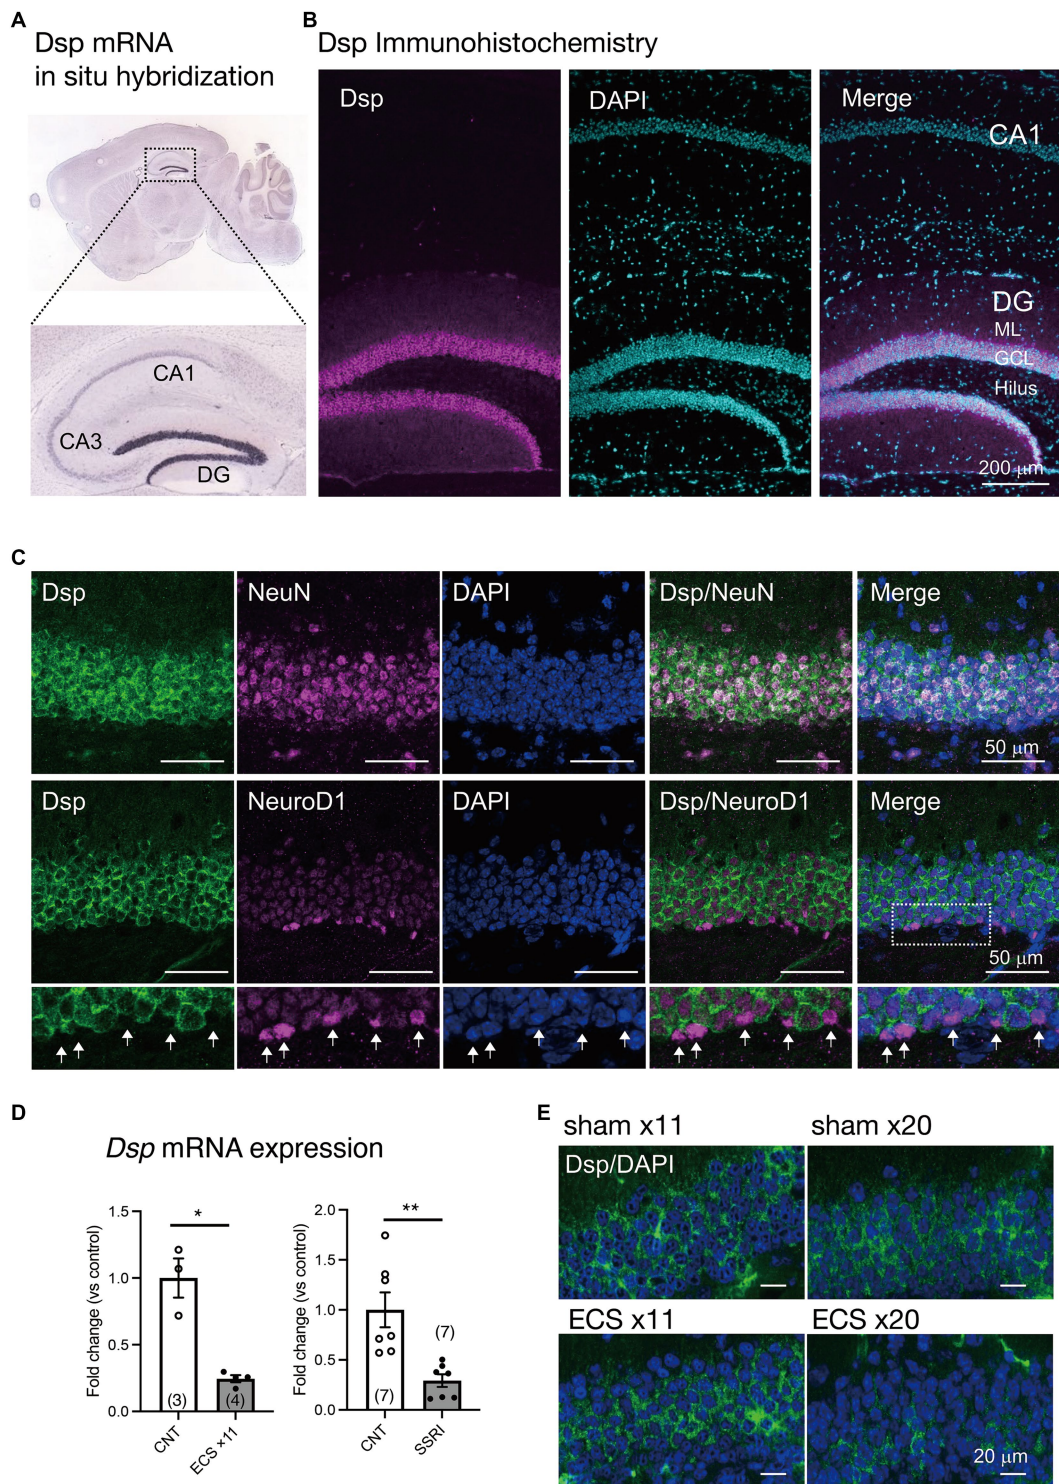 A
Dsp mRNA
in situ hybridization
CA1
CA3
DG
B
Dsp Immunohistochemistry
Dsp
DAPI
Merge
CA1
DG
ML
GCL
Hilus
200 μm
C
Dsp
NeuN
DAPI
Dsp/NeuN
Merge
50 μm
Dsp
NeuroD1
DAPI
Dsp/NeuroD1
Merge
50 μm
D
Dsp mRNA expression
Fold change (vs control)
1.5
1.0
0.5
0.0
*
(3)
(4)
CNT
ECS ×11
Fold change (vs control)
2.0
1.5
1.0
0.5
0.0
**
(7)
(7)
CNT
SSRI
E
sham x11
sham x20
Dsp/DAPI
ECS x11
ECS x20
20 μm